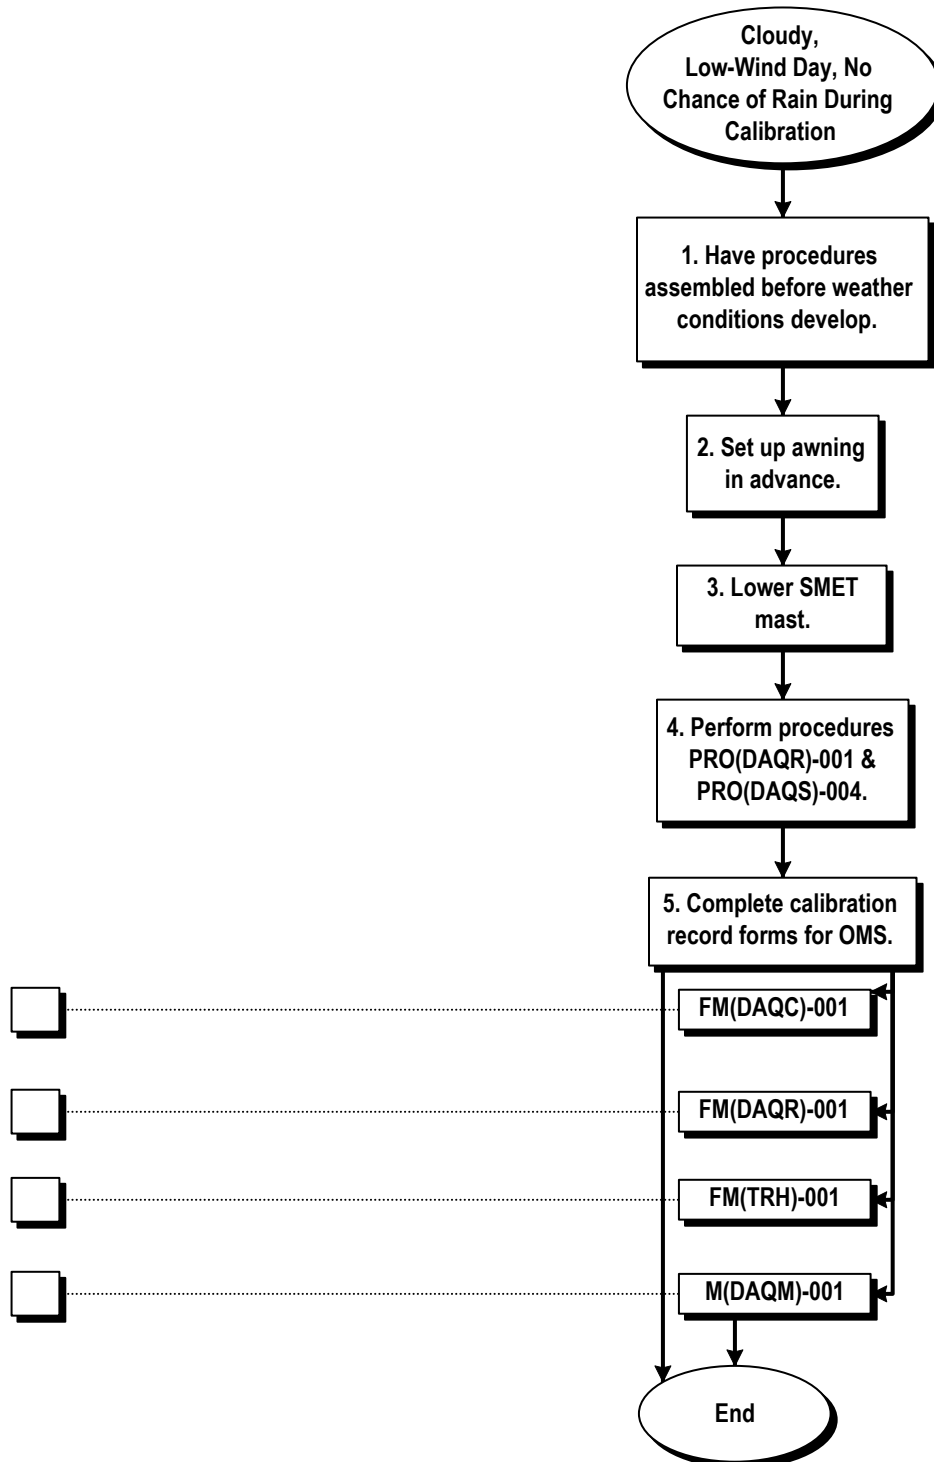 Cloudy,
Low-Wind Day, No
Chance of Rain During
Calibration
1. Have procedures
assembled before weather
conditions develop.
2. Set up awning
in advance.
3. Lower SMET
mast.
4. Perform procedures
PRO(DAQR)-001 &
PRO(DAQS)-004.
5. Complete calibration
record forms for OMS.
FM(DAQC)-001
FM(DAQR)-001
FM(TRH)-001
M(DAQM)-001
End